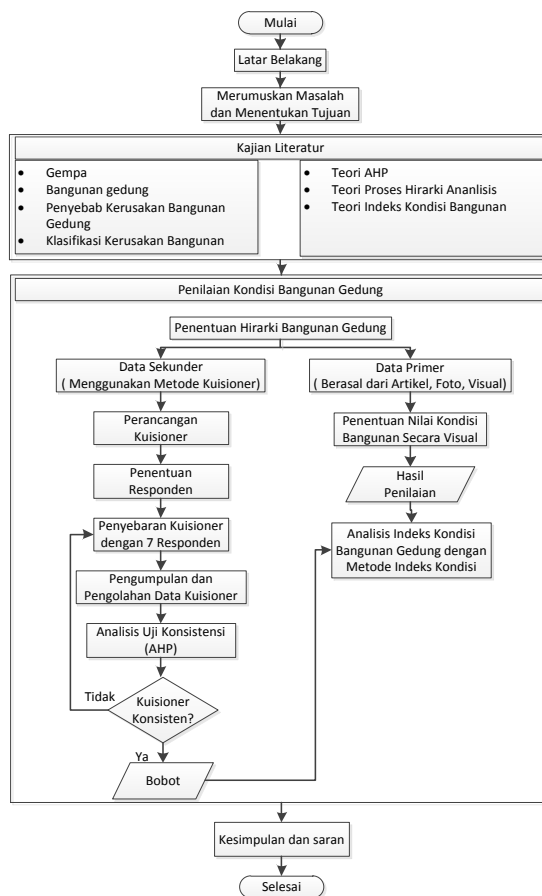 Mulai
Latar Belakang
Merumuskan Masalah
dan Menentukan Tujuan
Kajian Literatur
• Gempa
• Bangunan gedung
• Penyebab Kerusakan Bangunan
Gedung
• Klasifikasi Kerusakan Bangunan
• Teori AHP
• Teori Proses Hirarki Ananlisis
• Teori Indeks Kondisi Bangunan
Penilaian Kondisi Bangunan Gedung
Penentuan Hirarki Bangunan Gedung
Data Sekunder
( Menggunakan Metode Kuisioner)
Perancangan
Kuisioner
Penentuan
Responden
Penyebaran Kuisioner
dengan 7 Responden
Pengumpulan dan
Pengolahan Data Kuisioner
Analisis Uji Konsistensi
(AHP)
Tidak
Kuisioner
Konsisten?
Ya
Bobot
Data Primer
( Berasal dari Artikel, Foto, Visual)
Penentuan Nilai Kondisi
Bangunan Secara Visual
Hasil
Penilaian
Analisis Indeks Kondisi
Bangunan Gedung dengan
Metode Indeks Kondisi
Kesimpulan dan saran
Selesai